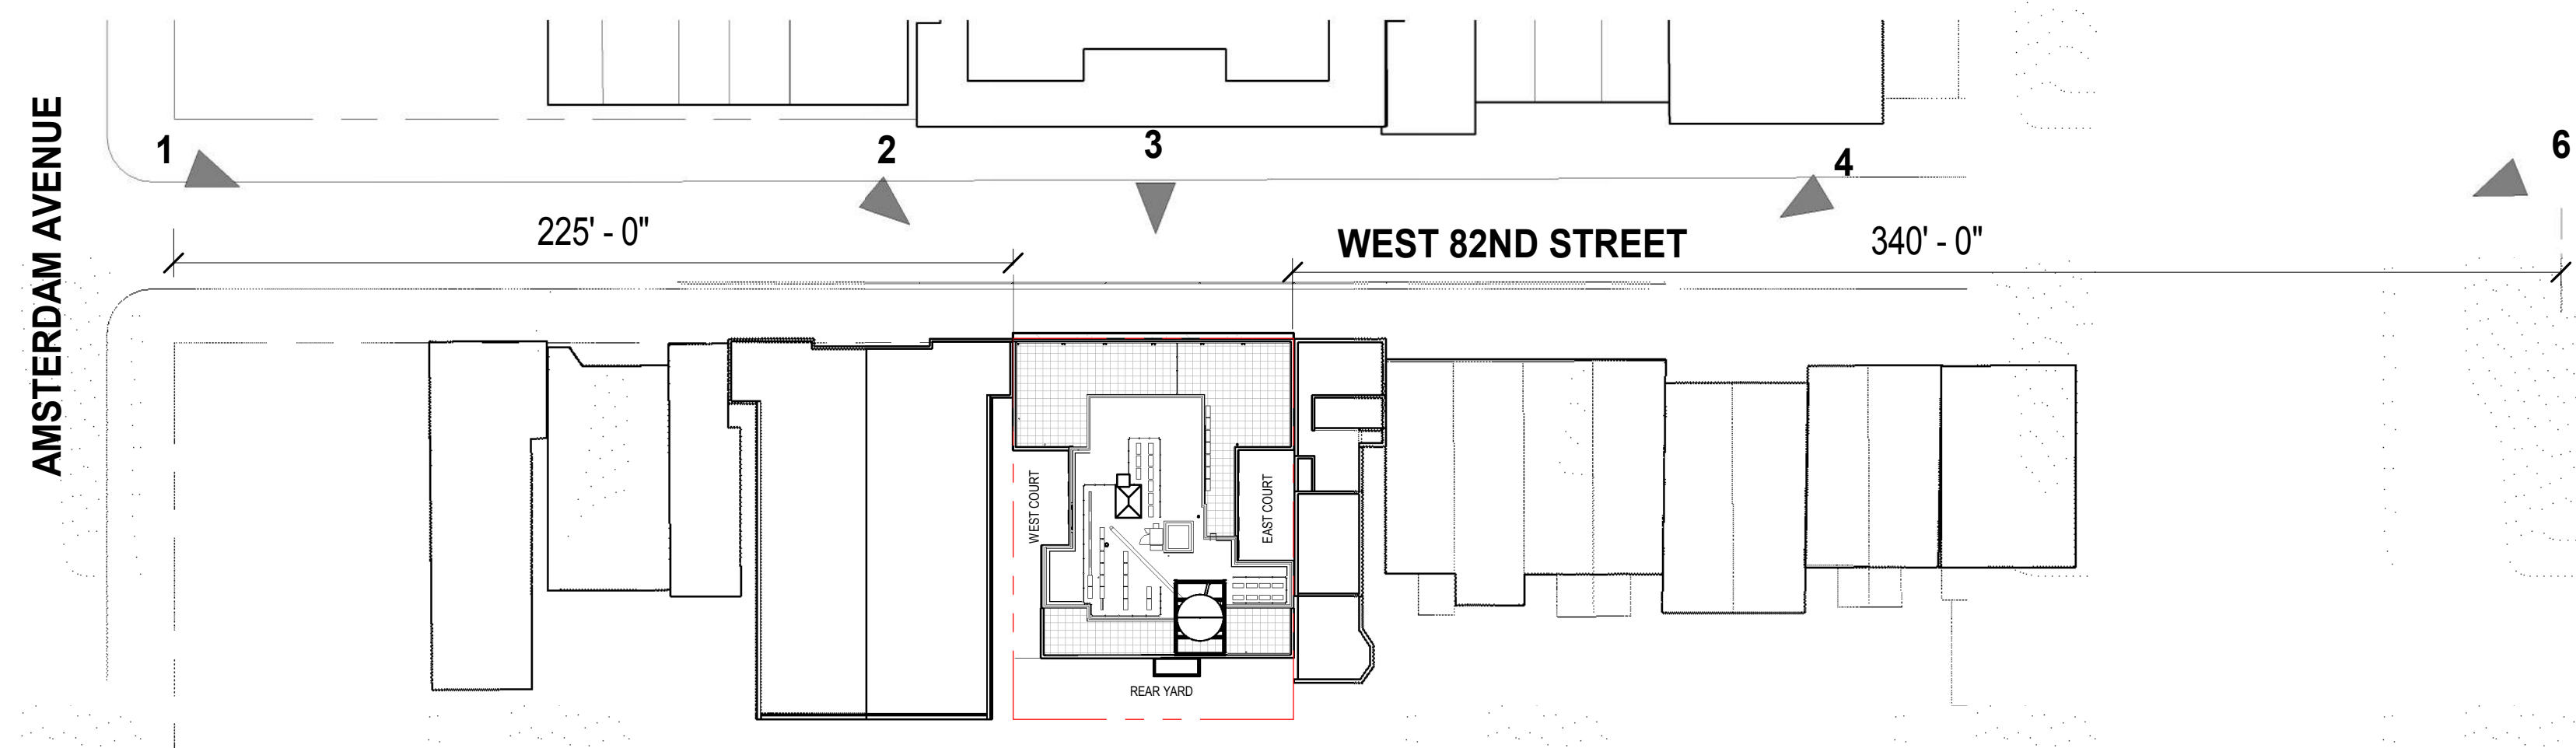 AMSTERDAM AVENUE
1
2
3
4
6
225' - 0"
WEST 82ND STREET
340' - 0"
WEST COURT
EAST COURT
REAR YARD